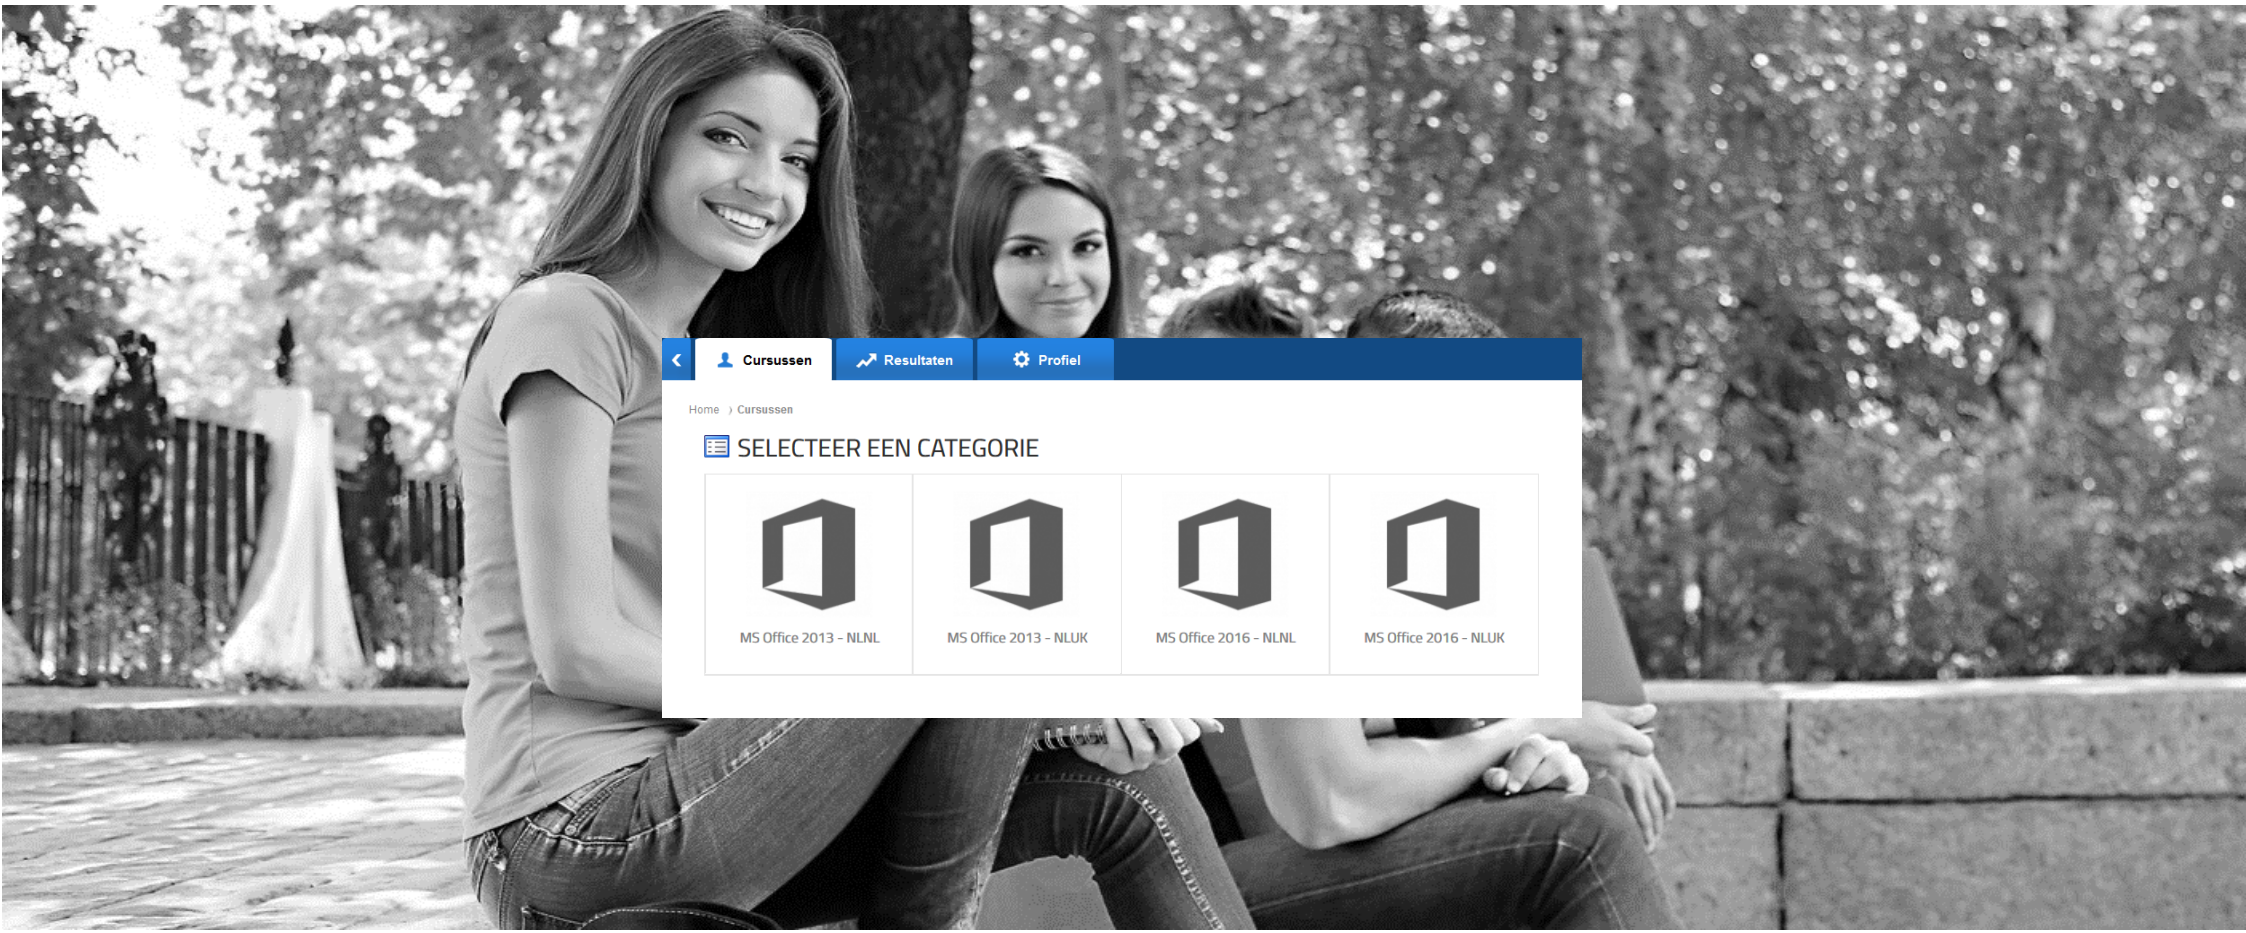 Cursussen Resultaten Profiel
Home › Cursussen
SELECTEER EEN CATEGORIE
MS Office 2013 - NLNL MS Office 2013 - NLUK MS Office 2016 - NLNL MS Office 2016 - NLUK